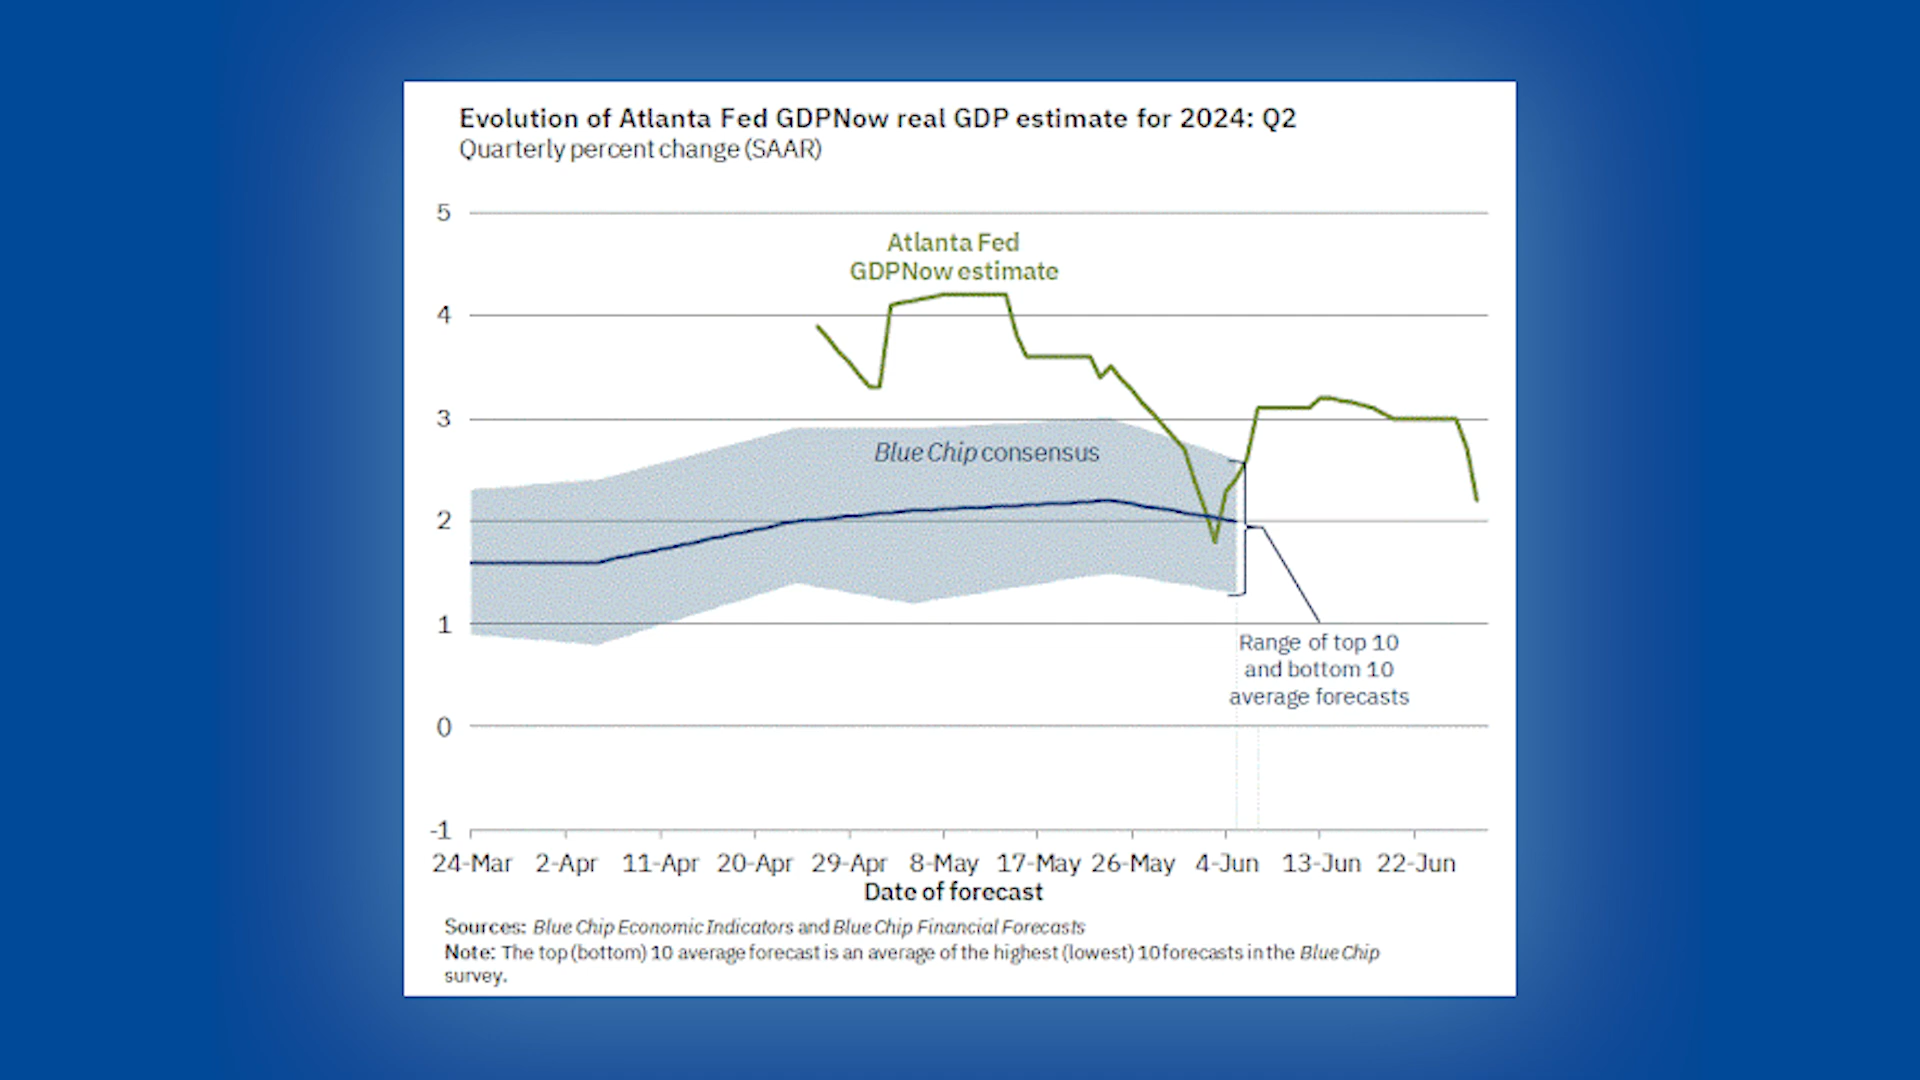 Evolution of Atlanta Fed GDPNow real GDP estimate for 2024: Q2
Quarterly percent change (SAAR)
5
Atlanta Fed
GDPNow estimate
4
3
Blue Chip consensus
2
1
Range of top 10
and bottom 10
average forecasts
0
-1
24-Mar 2-Apr 11-Apr 20-Apr 29-Apr 8-May 17-May 26-May 4-Jun 13-Jun 22-Jun
Date of forecast
Sources: Blue Chip Economic Indicators and Blue Chip Financial Forecasts
Note: The top (bottom) 10 average forecast is an average of the highest (lowest) 10 forecasts in the Blue Chip
survey.